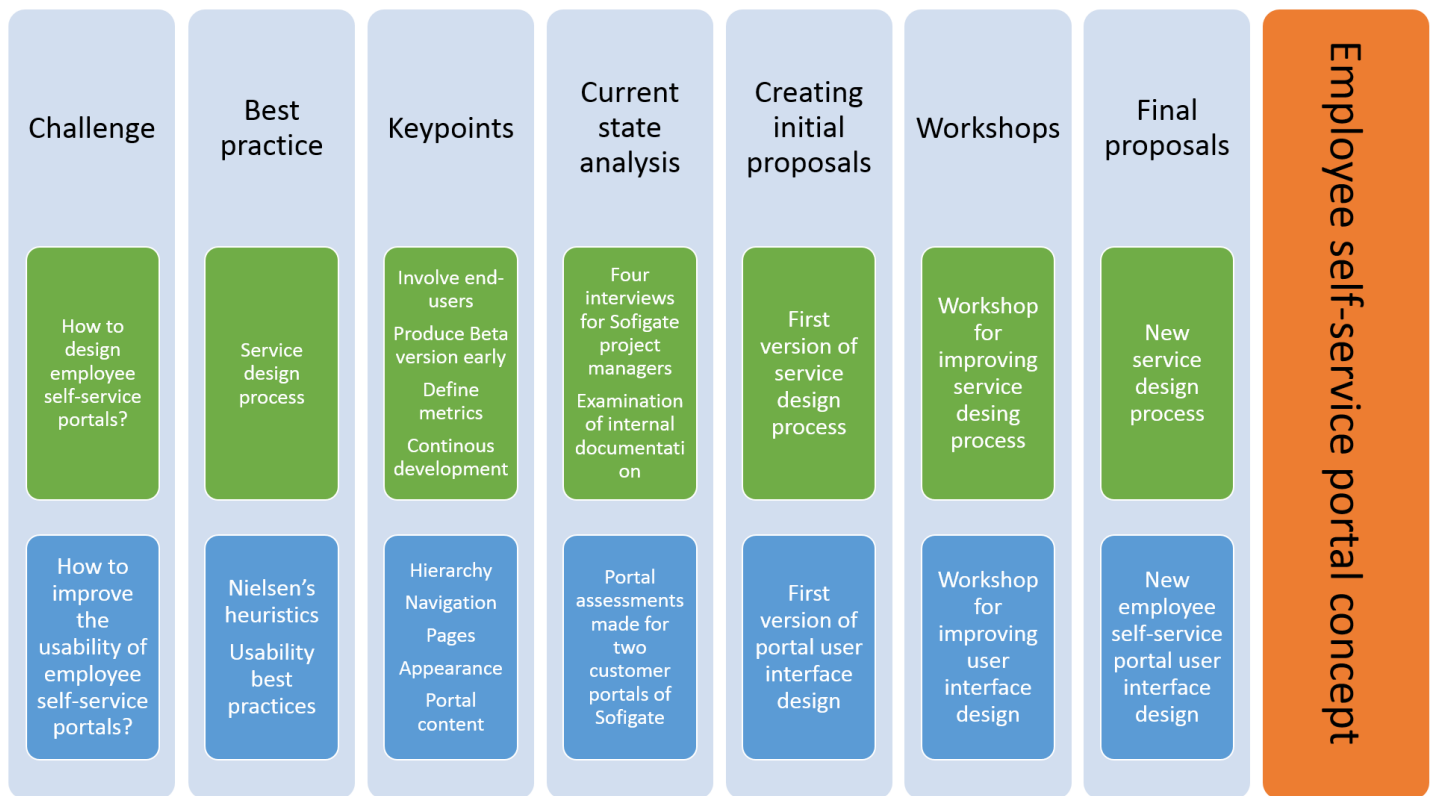 Challenge
How to
design
employee
self-service
portals?
How to
improve
the
usability of
employee
self-service
portals?
Best
practice
Service
design
process
Nielsen’s
heuristics
Usability
best
practices
Keypoints
Involve end-
users
Produce Beta
version early
Define
metrics
Continous
development
Hierarchy
Navigation
Pages
Appearance
Portal
content
Current
state
analysis
Four
interviews
for Sofigate
project
managers
Examination
of internal
documentati
on
Portal
assessments
made for
two
customer
portals of
Sofigate
Creating
initial
proposals
First
version of
service
design
process
First
version of
portal user
interface
design
Workshops
Workshop
for
improving
service
desing
process
Workshop
for
improving
user
interface
design
Final
proposals
New
service
design
process
New
employee
self-service
portal user
interface
design
Employee self-service portal concept